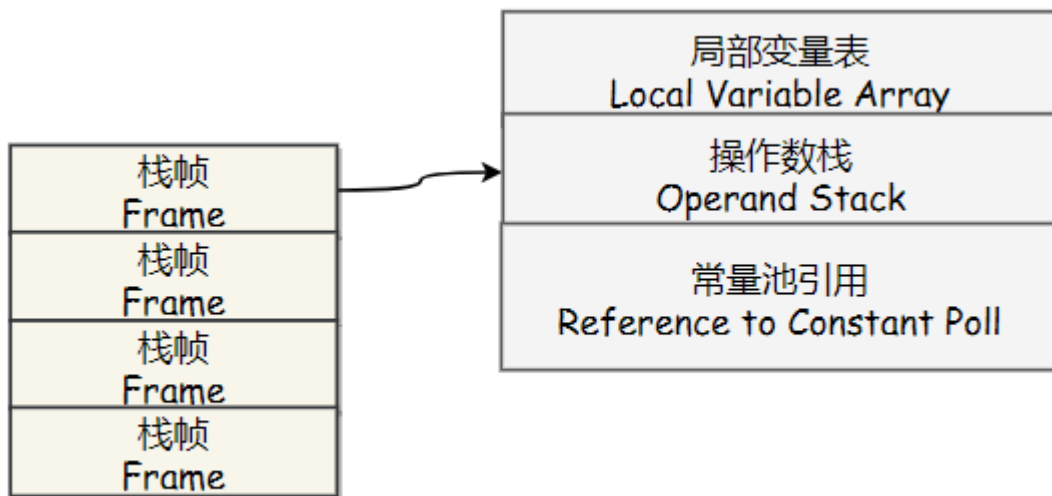 局部变量表
Local Variable Array
操作数栈
Operand Stack
常量池引用
Reference to Constant Poll
栈帧
Frame
栈帧
Frame
栈帧
Frame
栈帧
Frame